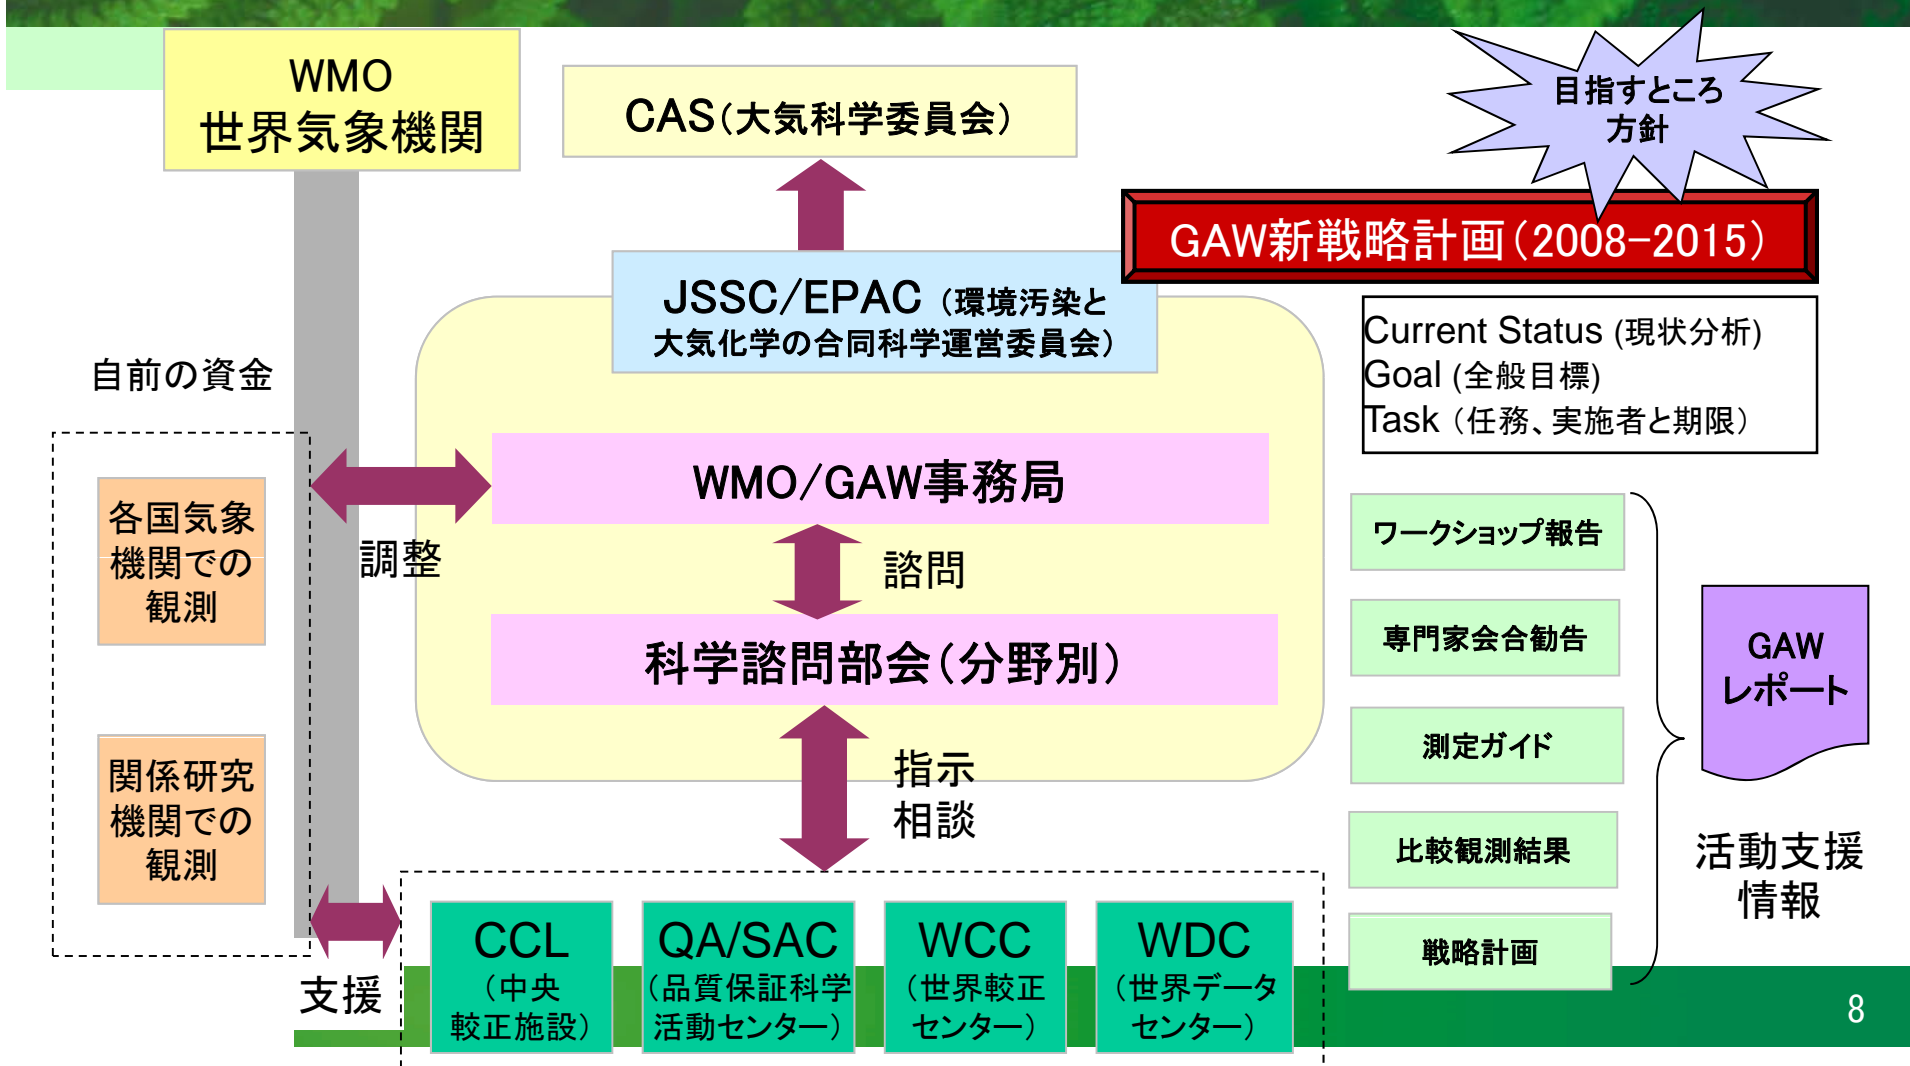 WMO
世界気象機関
CAS（大気科学委員会）
目指すところ
方針
GAW新戦略計画（2008-2015）
JSSC/EPAC （環境汚染と
大気化学の合同科学運営委員会）
Current Status (現状分析)
Goal (全般目標)
Task （任務、実施者と期限）
自前の資金
WMO/GAW事務局
各国気象
機関での
観測
調整
諮問
科学諮問部会（分野別）
関係研究
機関での
観測
指示
相談
ワークショップ報告
専門家会合勧告
測定ガイド
比較観測結果
戦略計画
GAW
レポート
活動支援
情報
支援
CCL
（中央
較正施設）
QA/SAC
（品質保証科学
活動センター）
WCC
（世界較正
センター）
WDC
（世界データ
センター）
8